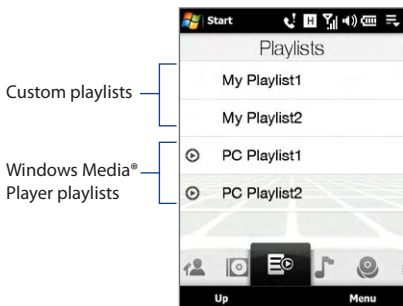 Start
H
Playlists
Custom playlists
My Playlist1
My Playlist2
Windows Media®
Player playlists
PC Playlist1
PC Playlist2
Up Menu